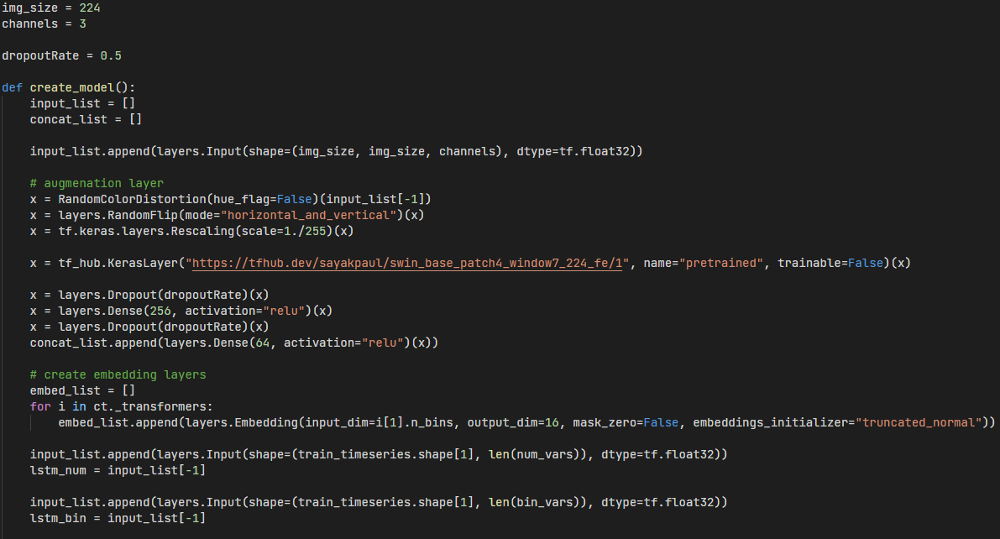 img_size = 224
channels = 3
dropoutRate = 0.5
def create_model():
    input_list = []
    concat_list = []
    input_list.append(layers.Input(shape=(img_size, img_size, channels), dtype=tf.float32))
    # augmenation layer
    x = RandomColorDistortion(hue_flag=False)(input_list[-1])
    x = layers.RandomFlip(mode="horizontal_and_vertical")(x)
    x = tf.keras.layers.Rescaling(scale=1./255)(x)
    x = tf_hub.KerasLayer("https://tfhub.dev/sayakpaul/swin_base_patch4_window7_224_fe/1", name="pretrained", trainable=False)(x)
    x = layers.Dropout(dropoutRate)(x)
    x = layers.Dense(256, activation="relu")(x)
    x = layers.Dropout(dropoutRate)(x)
    concat_list.append(layers.Dense(64, activation="relu")(x))
    # create embedding layers
    embed_list = []
    for i in ct._transformers:
        embed_list.append(layers.Embedding(input_dim=i[1].n_bins, output_dim=16, mask_zero=False, embeddings_initializer="truncated_normal"))
    input_list.append(layers.Input(shape=(train_timeseries.shape[1], len(num_vars)), dtype=tf.float32))
    lstm_num = input_list[-1]
    input_list.append(layers.Input(shape=(train_timeseries.shape[1], len(bin_vars)), dtype=tf.float32))
    lstm_bin = input_list[-1]